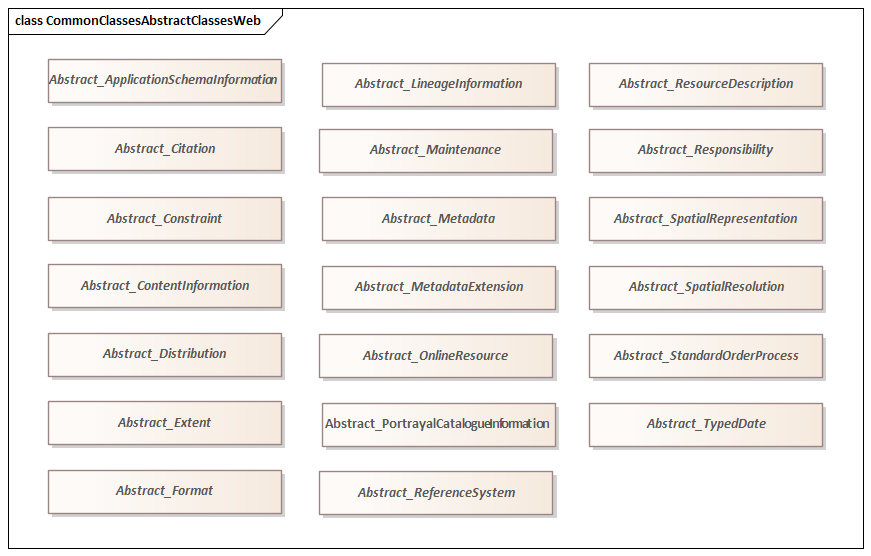 class CommonClassesAbstractClassesWeb
Abstract_ApplicationSchemaInformation
Abstract_Citation
Abstract_Constraint
Abstract_ContentInformation
Abstract_Distribution
Abstract_Extent
Abstract_Format
Abstract_LineageInformation
Abstract_Maintenance
Abstract_Metadata
Abstract_MetadataExtension
Abstract_OnlineResource
Abstract_PortrayalCatalogueInformation
Abstract_ReferenceSystem
Abstract_ResourceDescription
Abstract_Responsibility
Abstract_SpatialRepresentation
Abstract_SpatialResolution
Abstract_StandardOrderProcess
Abstract_TypedDate